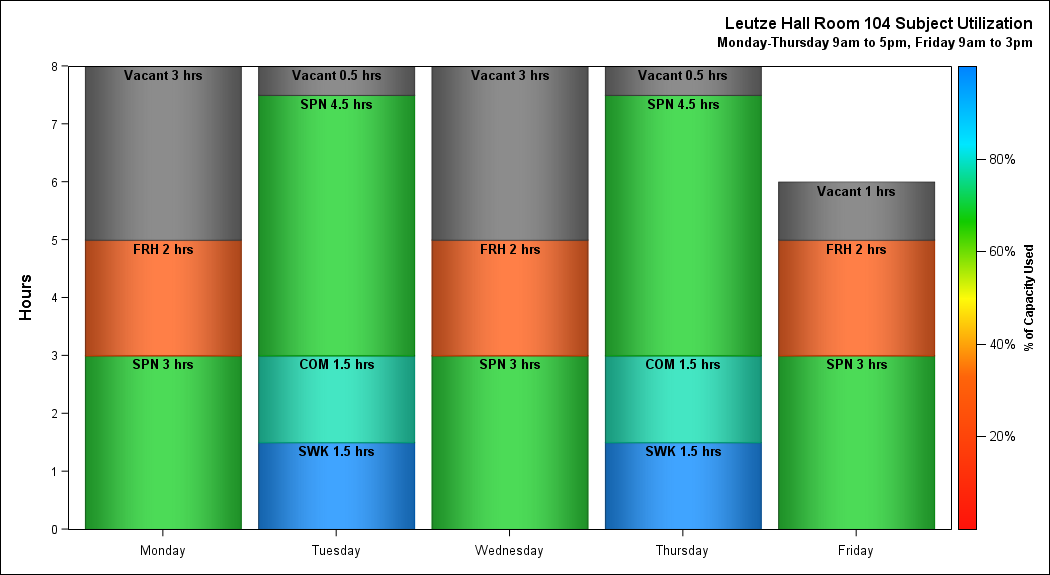 Leutze Hall Room 104 Subject Utilization
Monday-Thursday 9am to 5pm, Friday 9am to 3pm
Hours
8
7
6
5
4
3
2
1
0
Vacant 3 hrs
FRH 2 hrs
SPN 3 hrs
Vacant 0.5 hrs
SPN 4.5 hrs
COM 1.5 hrs
SWK 1.5 hrs
Vacant 3 hrs
FRH 2 hrs
SPN 3 hrs
Vacant 0.5 hrs
SPN 4.5 hrs
COM 1.5 hrs
SWK 1.5 hrs
Vacant 1 hrs
FRH 2 hrs
SPN 3 hrs
Monday
Tuesday
Wednesday
Thursday
Friday
80%
60%
40%
20%
% of Capacity Used